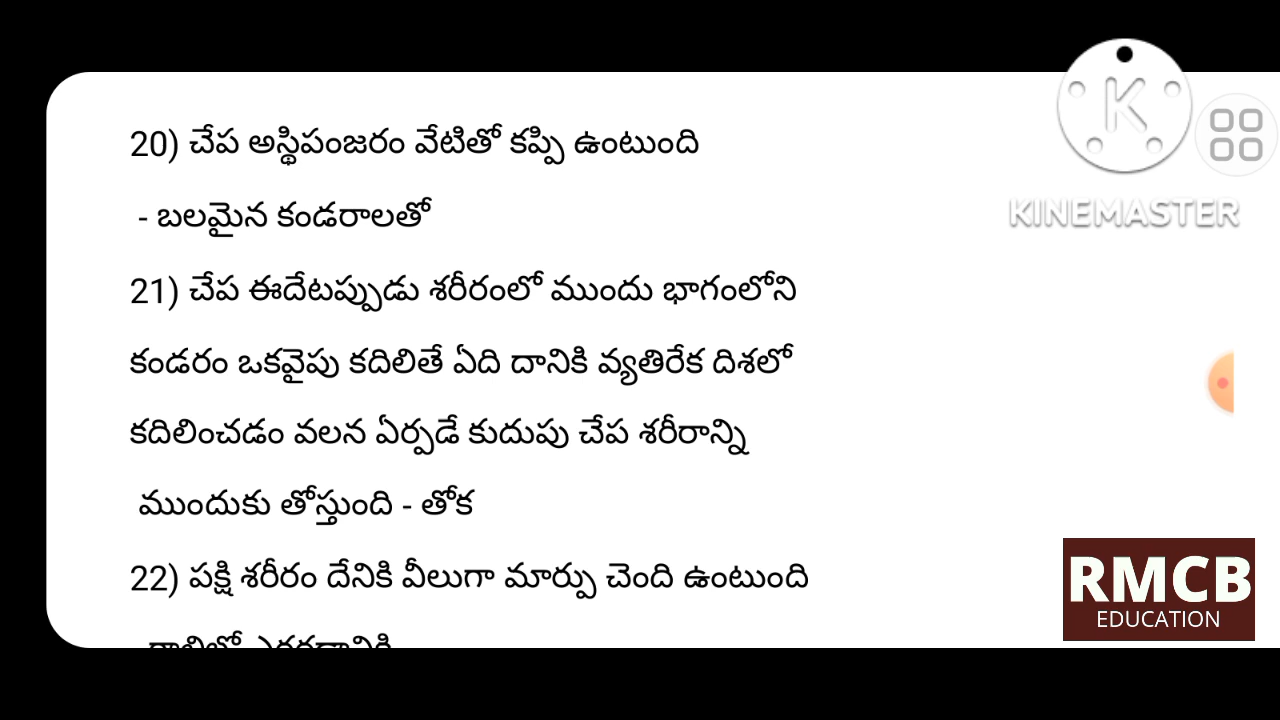 20) చేప అస్థిపంజరం వేటితో కప్పి ఉంటుంది
- బలమైన కండరాలతో
21) చేప ఈదేటప్పుడు శరీరంలో ముందు భాగంలోని
కండరం ఒకవైపు కదిలితే ఏది దానికి వ్యతిరేక దిశలో
కదిలించడం వలన ఏర్పడే కుదుపు చేప శరీరాన్ని
ముందుకు తోస్తుంది - తోక
22) పక్షి శరీరం దేనికి వీలుగా మార్పు చెంది ఉంటుంది
K
KINEMASTER
RMCB
EDUCATION